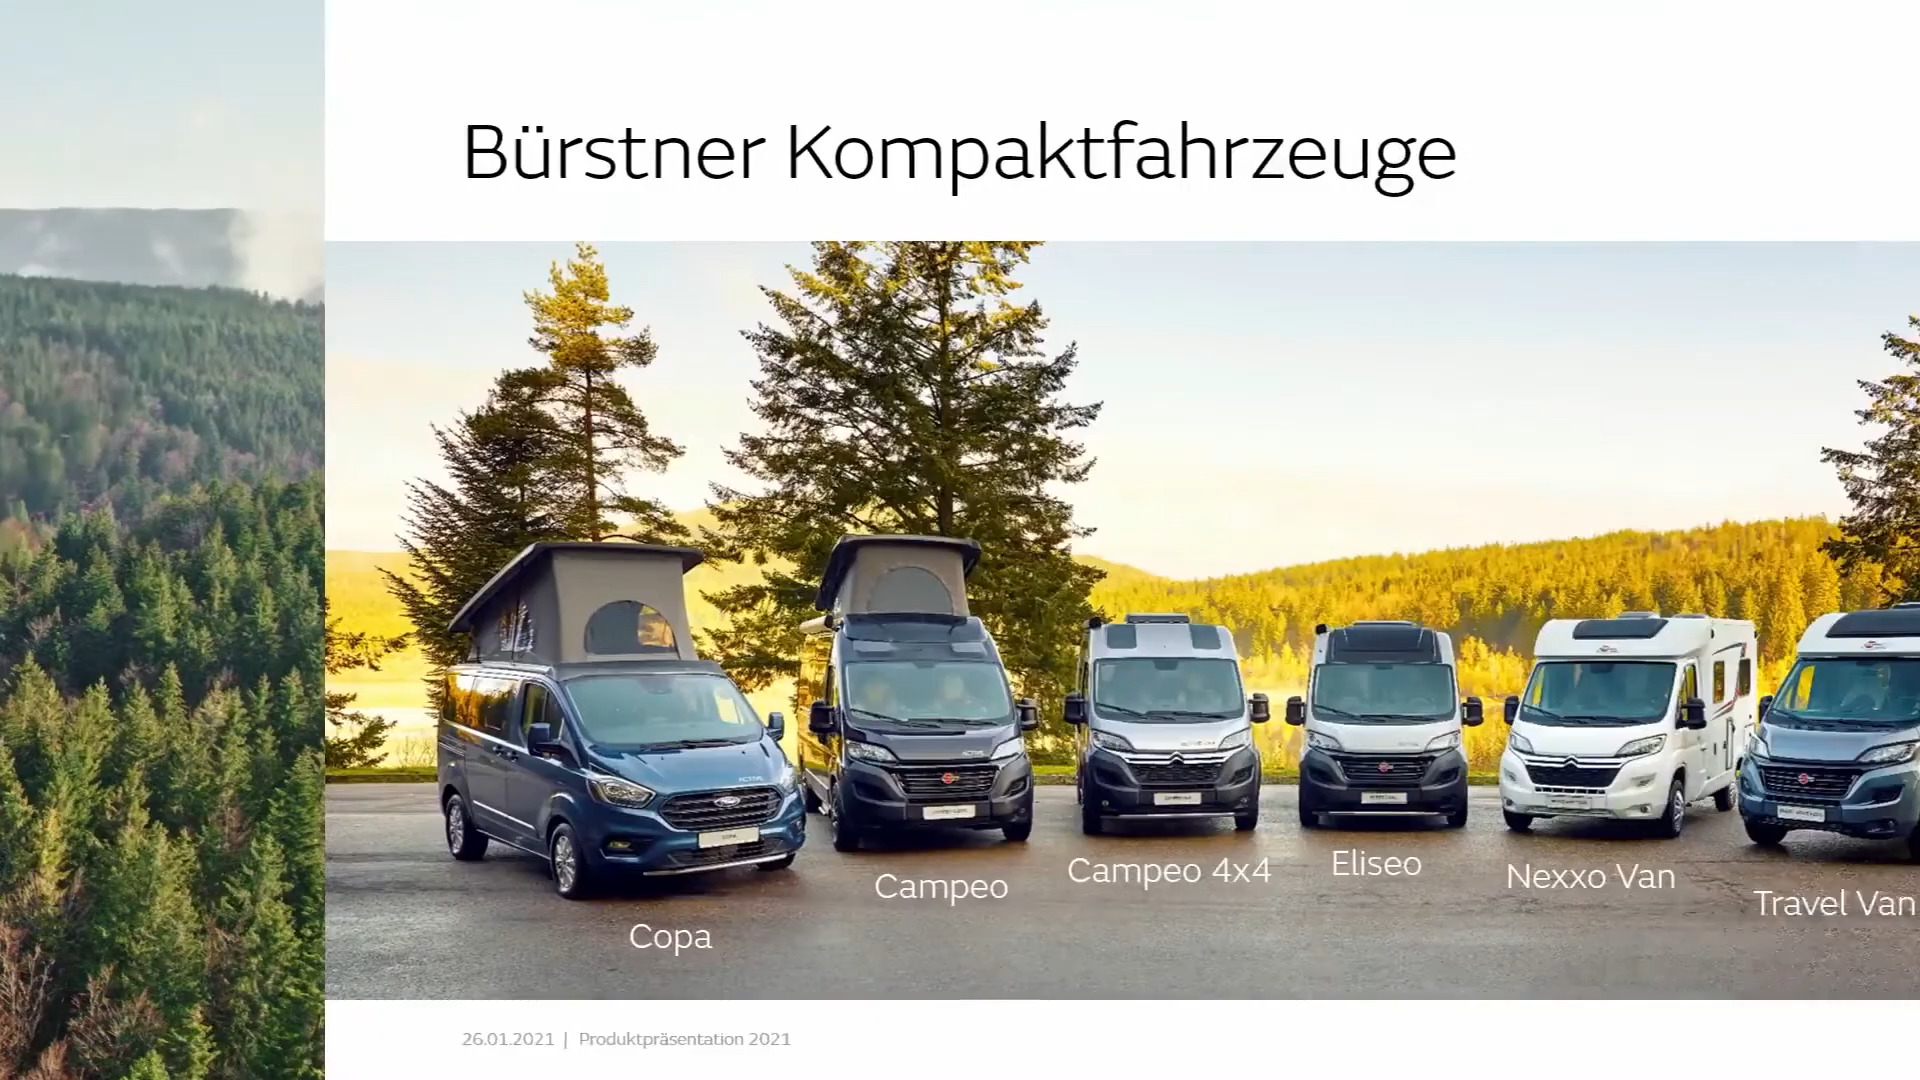 Bürstner Kompaktfahrzeuge
Copa
Campeo
Campeo 4x4
Eliseo
Nexxo Van
Travel Van
26.01.2021 | Produktpräsentation 2021